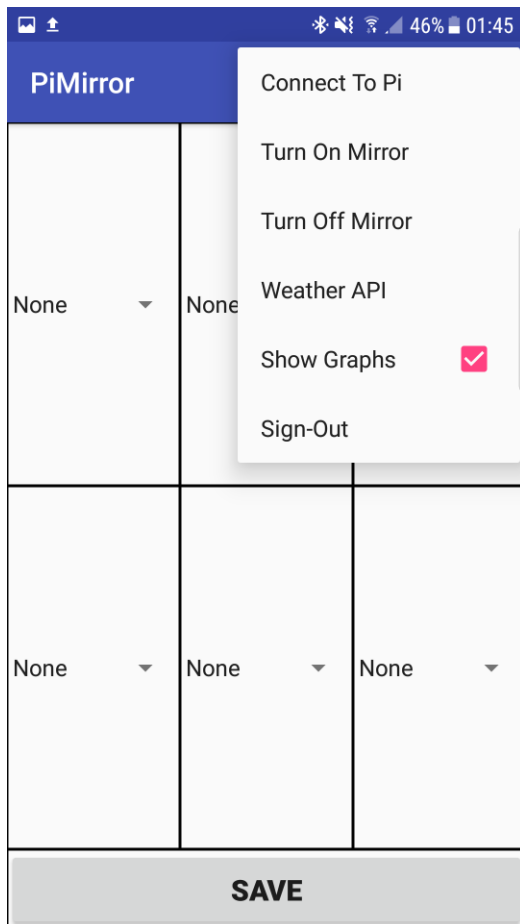 46% 01:45
PiMirror
Connect To Pi
Turn On Mirror
Turn Off Mirror
Weather API
Show Graphs
Sign-Out
None
None
None
None
None
SAVE